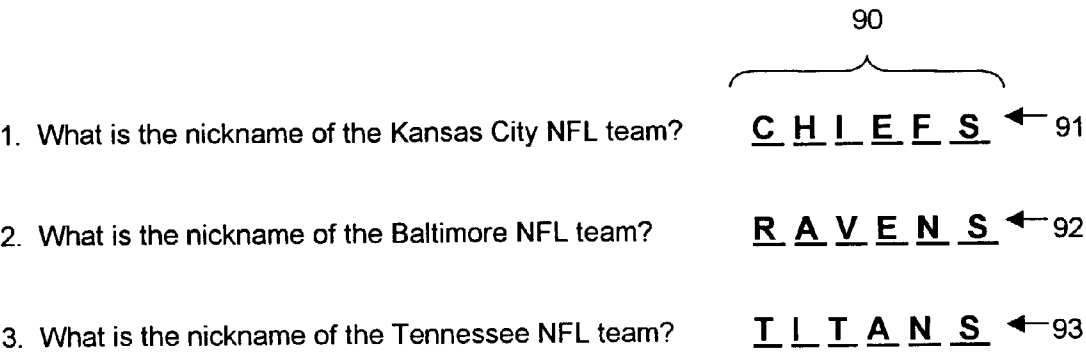 90
1. What is the nickname of the Kansas City NFL team? C H I E F S 91
2. What is the nickname of the Baltimore NFL team? R A V E N S 92
3. What is the nickname of the Tennessee NFL team? T I T A N S 93